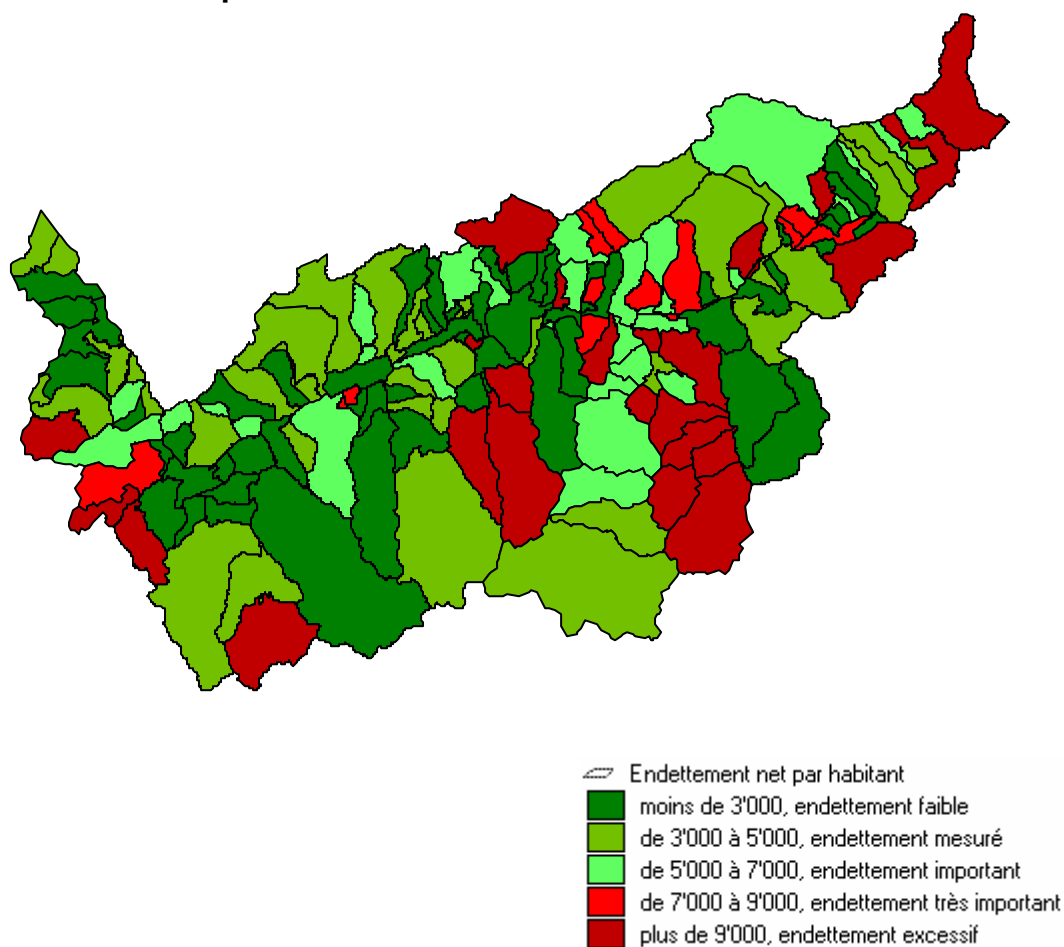 Endettement net par habitant
moins de 3'000, endettement faible
de 3'000 à 5'000, endettement mesuré
de 5'000 à 7'000, endettement important
de 7'000 à 9'000, endettement très important
plus de 9'000, endettement excessif